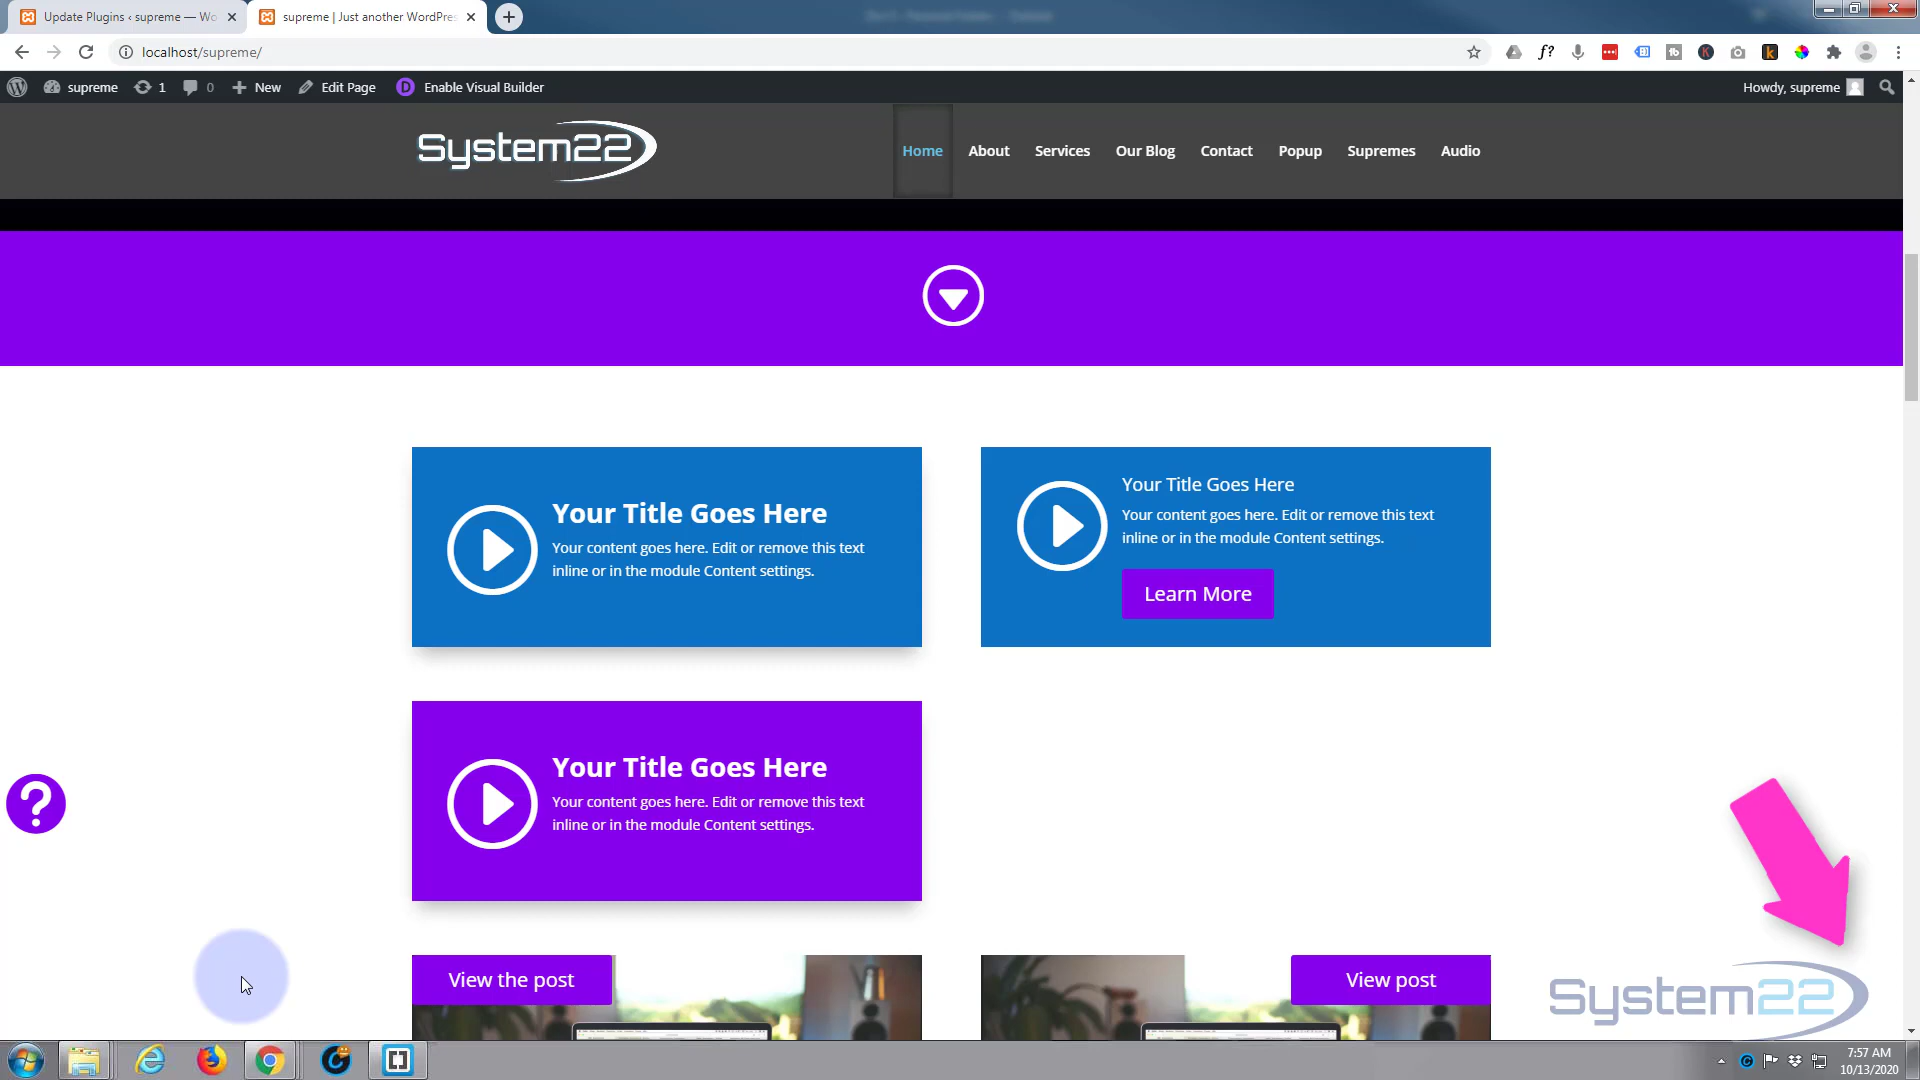 Update Plugins ‹ supreme — Wo
supreme | Just another WordPres
localhost/supreme/
supreme
1
0
New
Edit Page
Enable Visual Builder
Howdy, supreme
System22
Home
About
Services
Our Blog
Contact
Popup
Supremes
Audio
Your Title Goes Here
Your content goes here. Edit or remove this text
inline or in the module Content settings.
Your Title Goes Here
Your content goes here. Edit or remove this text
inline or in the module Content settings.
Learn More
Your Title Goes Here
Your content goes here. Edit or remove this text
inline or in the module Content settings.
View the post
View post
System22
7:57 AM
10/13/2020